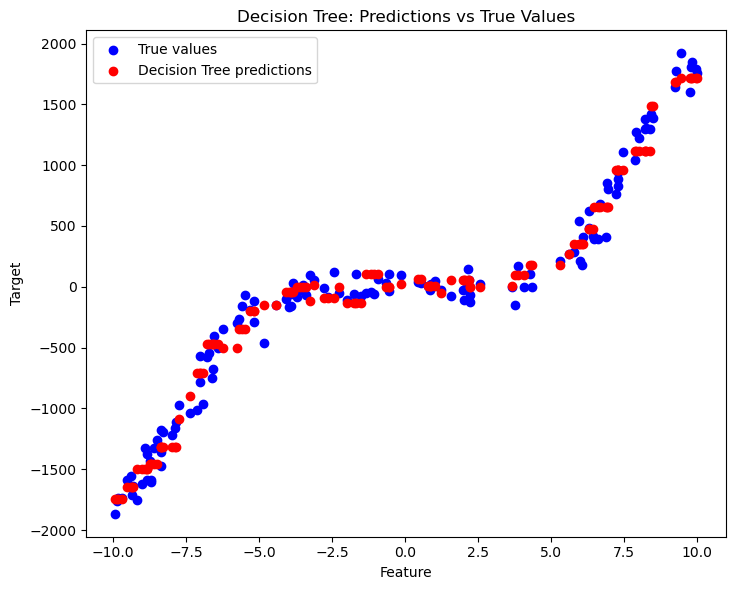 Decision Tree: Predictions vs True Values
True values
Decision Tree predictions
2000
1500
1000
500
0
−500
−1000
−1500
−2000
Target
−10.0 −7.5 −5.0 −2.5 0.0 2.5 5.0 7.5 10.0
Feature